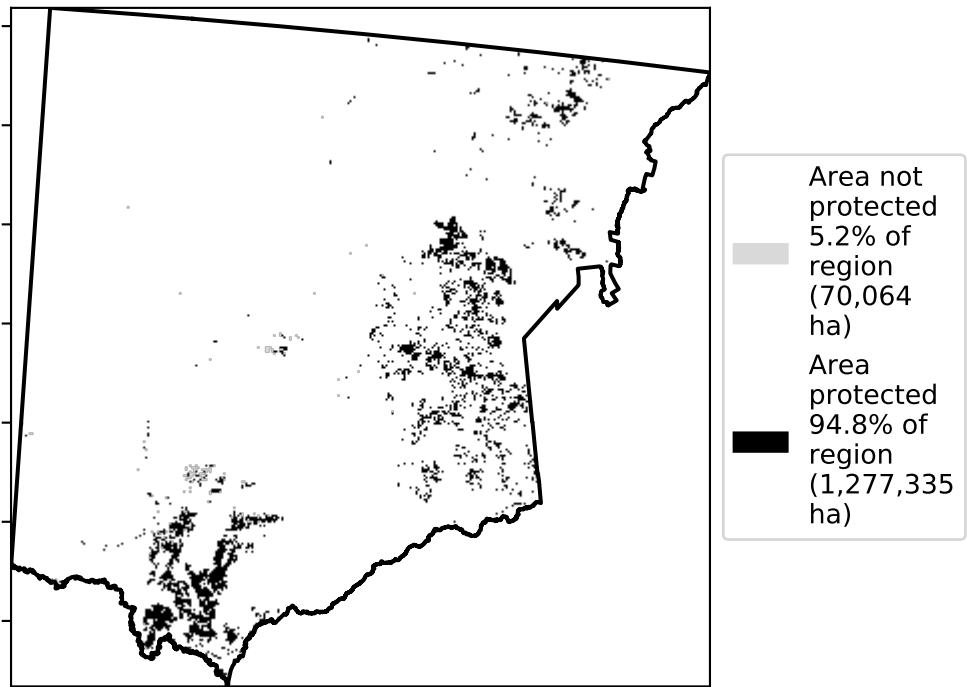 Area not
protected
5.2% of
region
(70,064
ha)
Area
protected
94.8% of
region
(1,277,335
ha)